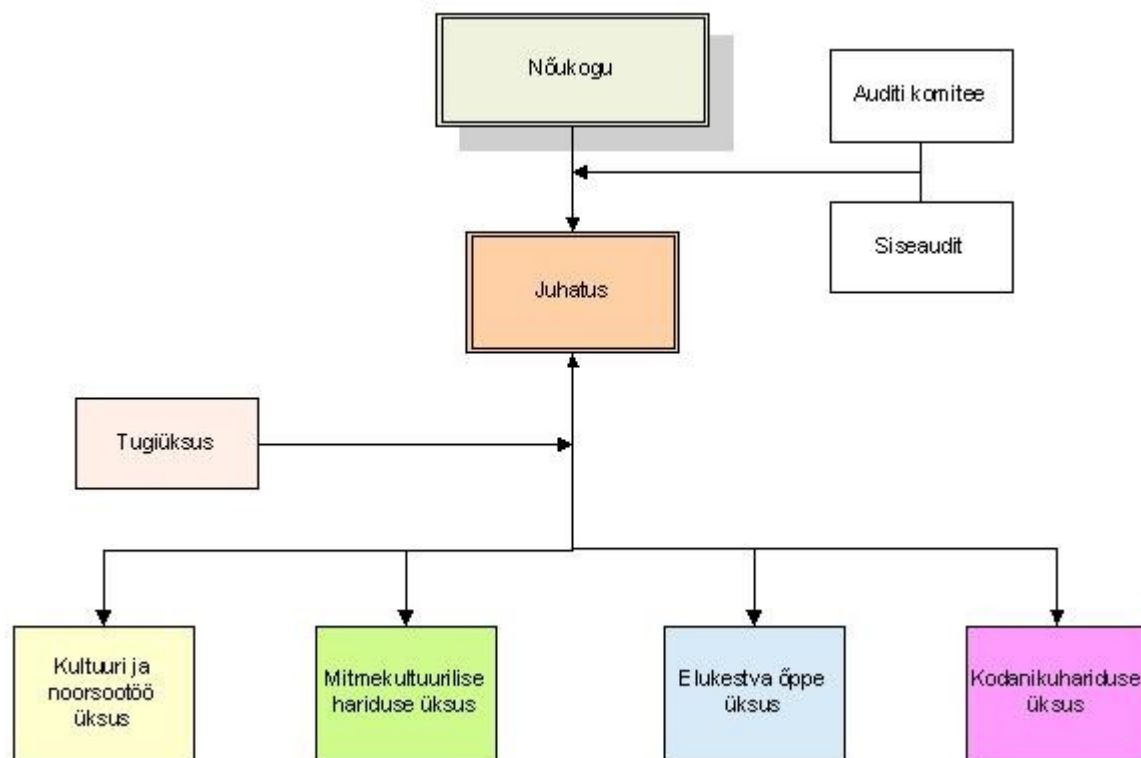 Nõukogu
Auditi komitee
Siseaudit
Juhatus
Tugiüksus
Kultuuri ja
noorsootöö
üksus
Mitmekultuurilise
hariduse üksus
Elukestva õppe
üksus
Kodanikuhariduse
üksus